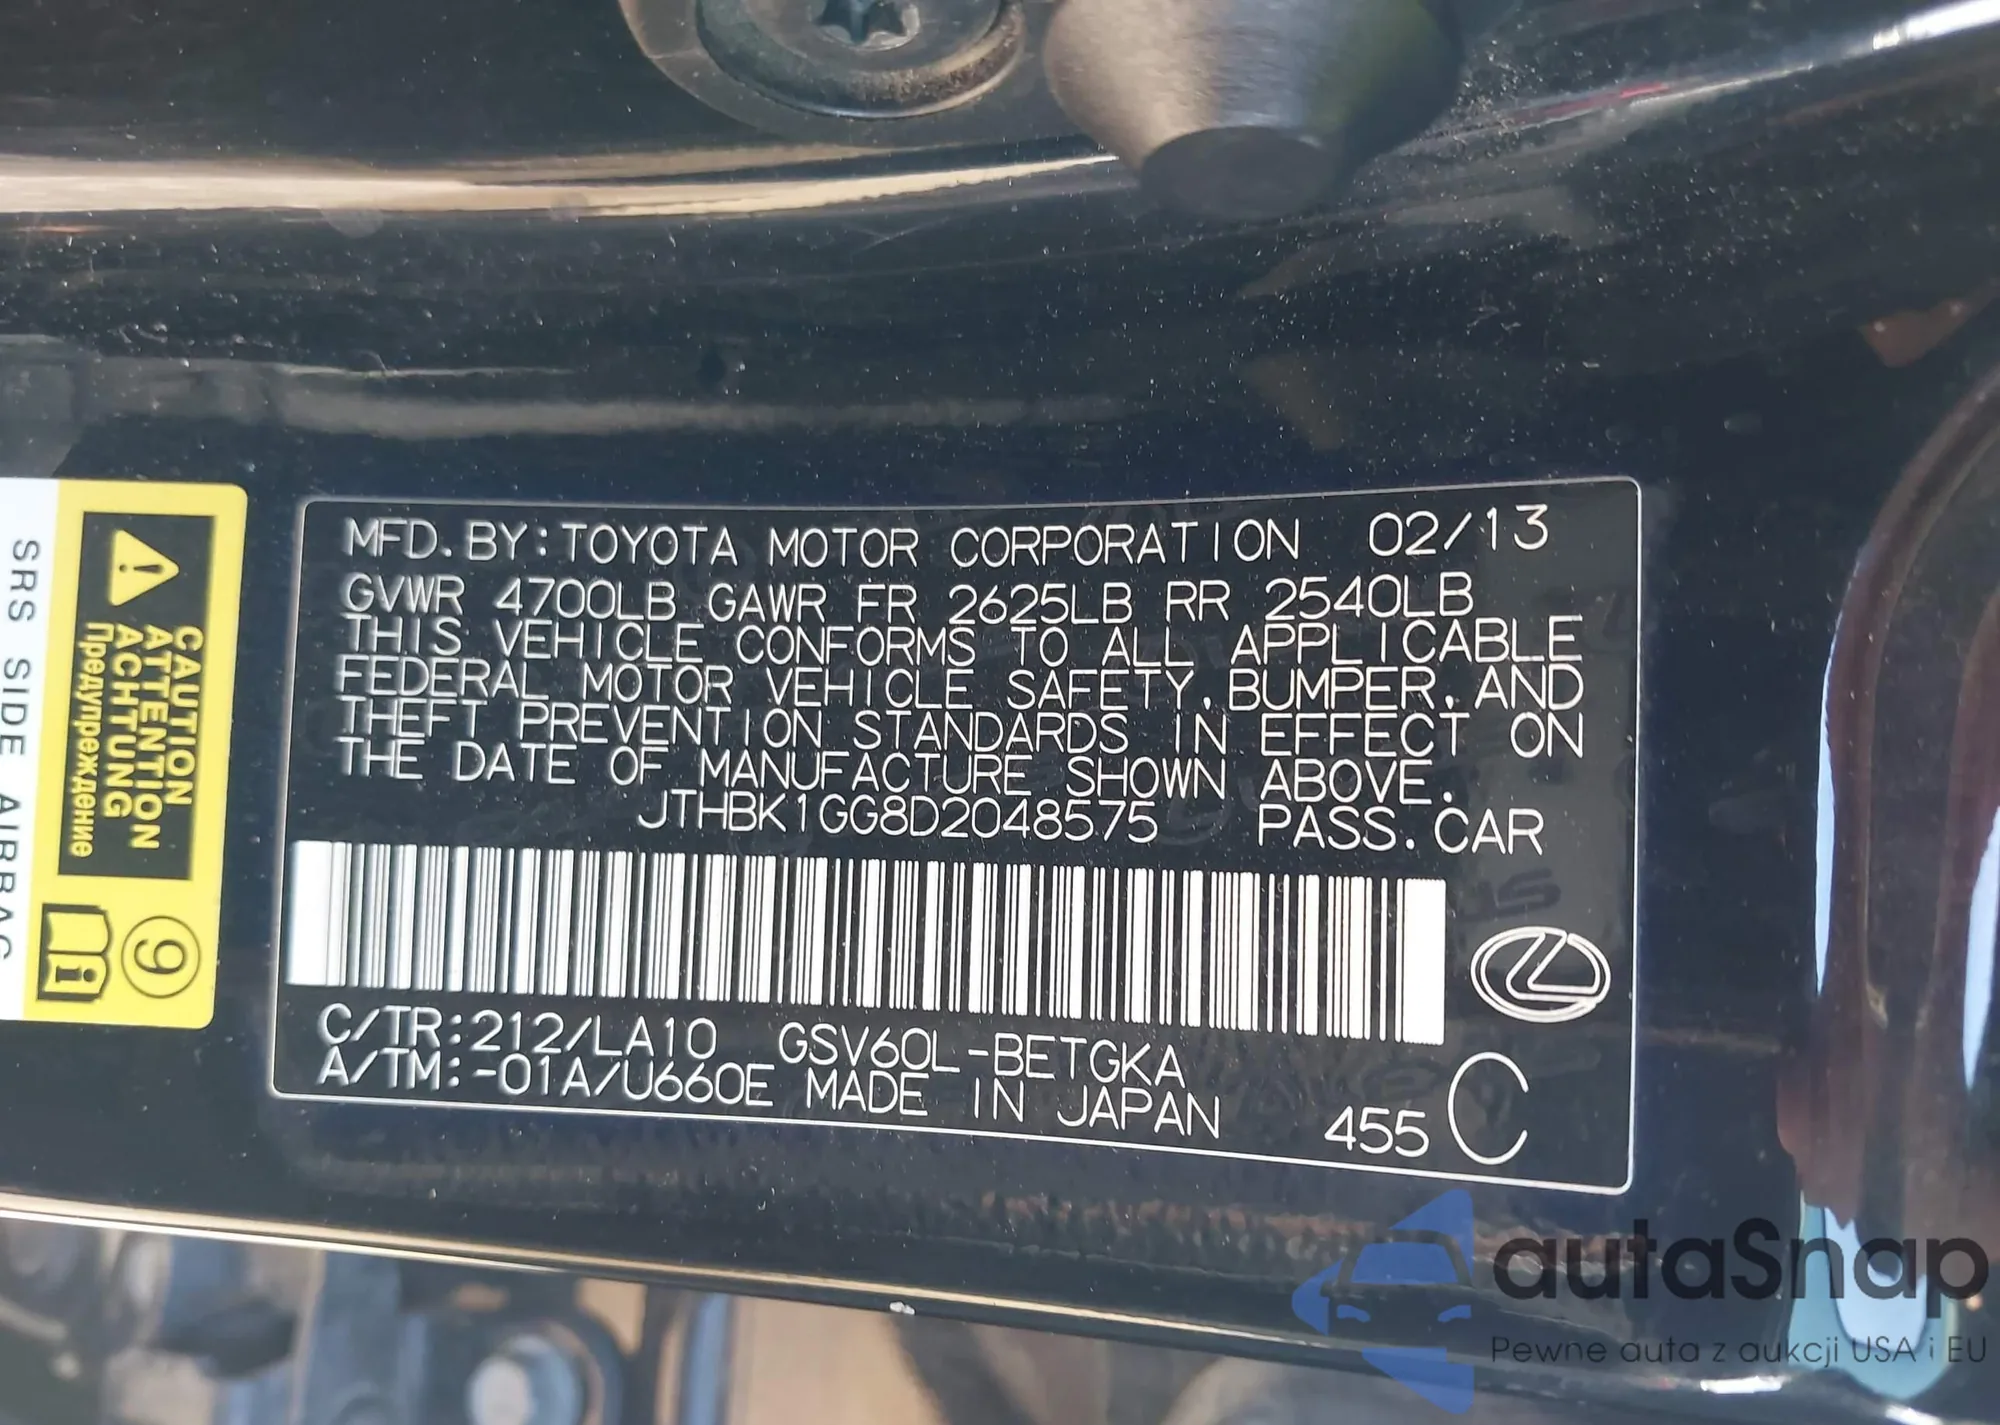 MFD. BY: TOYOTA MOTOR CORPORATION 02/13
GVWR 4700LB GAWR FR 2625LB RR 2540LB
THIS VEHICLE CONFORMS TO ALL APPLICABLE
FEDERAL MOTOR VEHICLE SAFETY, BUMPER, AND
THEFT PREVENTION STANDARDS IN EFFECT ON
THE DATE OF MANUFACTURE SHOWN ABOVE.
JTHBK1GG8D2048575 PASS. CAR
C/TR: 212/LA10 GSV60L-BETGKA
A/TM: -01A/U660E MADE IN JAPAN
455 C
CAUTION
ATTENTION
ACHTUNG
Предупреждение
9
SRS SIDE AIRBAG
autaSnap
Pewne auta z aukcji USA i EU